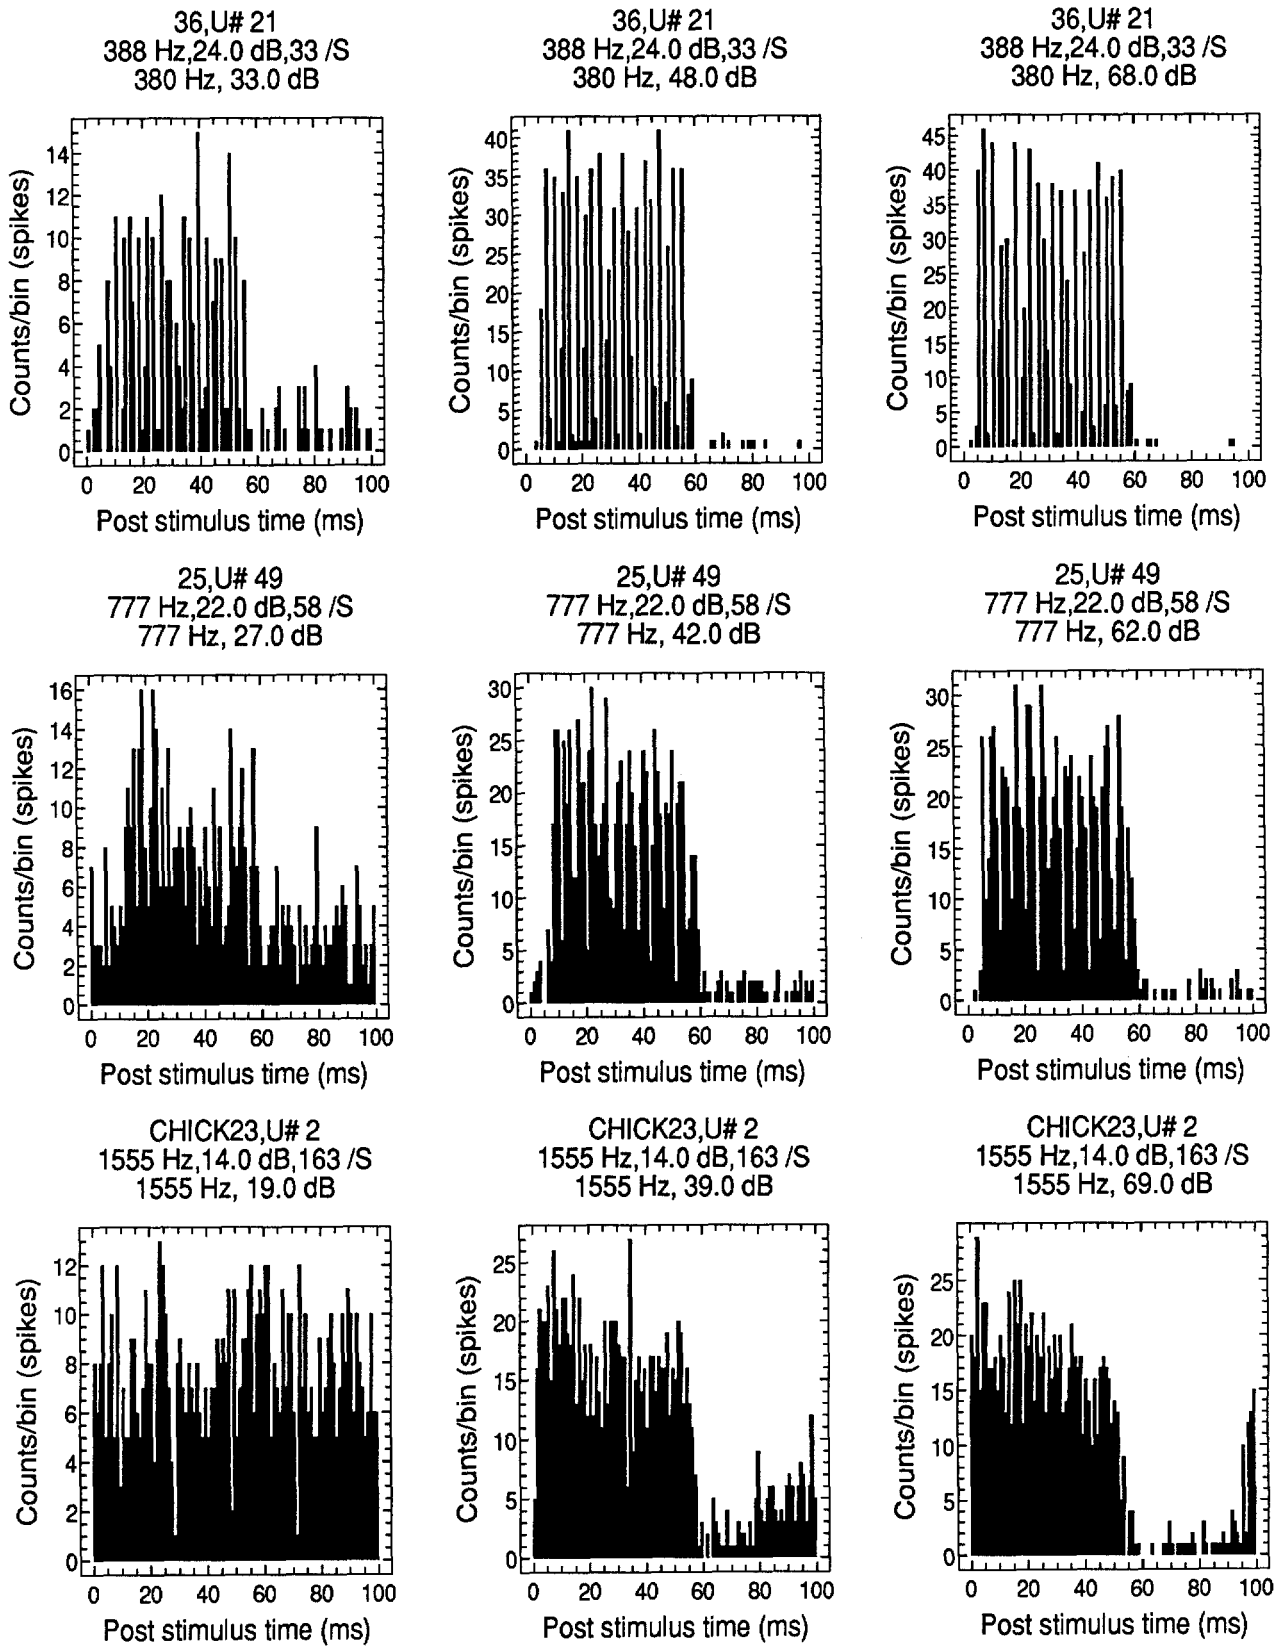 36,U# 21
388 Hz,24.0 dB,33 /S
380 Hz, 33.0 dB
14
12
10
8
6
4
2
0
Counts/bin (spikes)
0 20 40 60 80 100
Post stimulus time (ms)
36,U# 21
388 Hz,24.0 dB,33 /S
380 Hz, 48.0 dB
40
35
30
25
20
15
10
5
0
Counts/bin (spikes)
0 20 40 60 80 100
Post stimulus time (ms)
36,U# 21
388 Hz,24.0 dB,33 /S
380 Hz, 68.0 dB
45
40
35
30
25
20
15
10
5
0
Counts/bin (spikes)
0 20 40 60 80 100
Post stimulus time (ms)
25,U# 49
777 Hz,22.0 dB,58 /S
777 Hz, 27.0 dB
16
14
12
10
8
6
4
2
0
Counts/bin (spikes)
0 20 40 60 80 100
Post stimulus time (ms)
25,U# 49
777 Hz,22.0 dB,58 /S
777 Hz, 42.0 dB
30
25
20
15
10
5
0
Counts/bin (spikes)
0 20 40 60 80 100
Post stimulus time (ms)
25,U# 49
777 Hz,22.0 dB,58 /S
777 Hz, 62.0 dB
30
25
20
15
10
5
0
Counts/bin (spikes)
0 20 40 60 80 100
Post stimulus time (ms)
CHICK23,U# 2
1555 Hz,14.0 dB,163 /S
1555 Hz, 19.0 dB
12
10
8
6
4
2
0
Counts/bin (spikes)
0 20 40 60 80 100
Post stimulus time (ms)
CHICK23,U# 2
1555 Hz,14.0 dB,163 /S
1555 Hz, 39.0 dB
25
20
15
10
5
0
Counts/bin (spikes)
0 20 40 60 80 100
Post stimulus time (ms)
CHICK23,U# 2
1555 Hz,14.0 dB,163 /S
1555 Hz, 69.0 dB
25
20
15
10
5
0
Counts/bin (spikes)
0 20 40 60 80 100
Post stimulus time (ms)